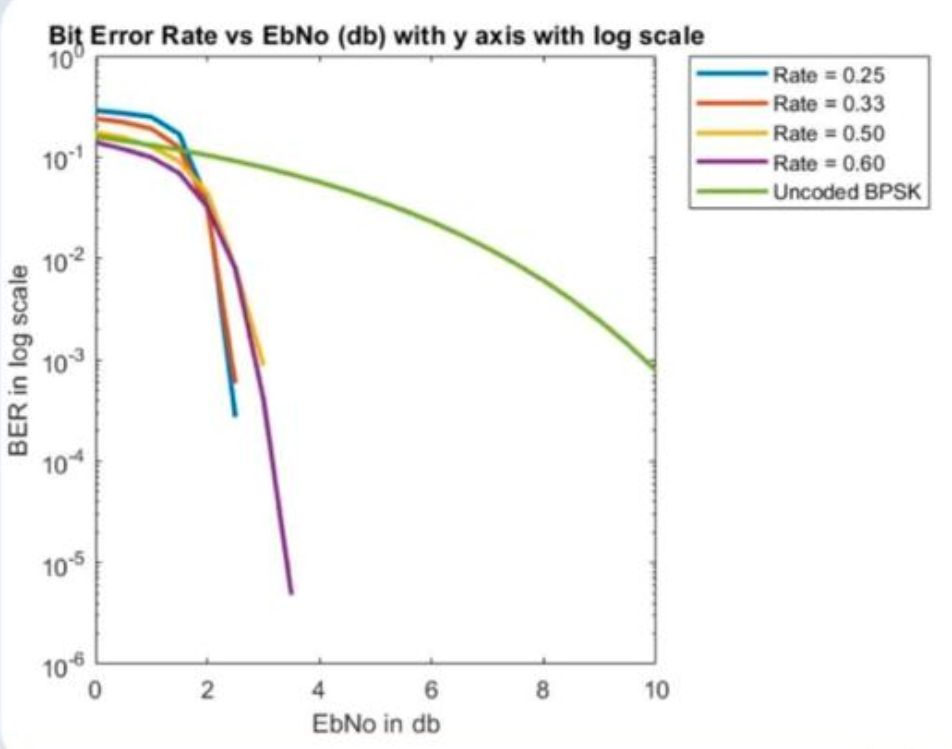 Bit Error Rate vs EbNo (db) with y axis with log scale
10^0
10^-1
10^-2
10^-3
10^-4
10^-5
10^-6
BER in log scale
0 2 4 6 8 10
EbNo in db
Rate = 0.25
Rate = 0.33
Rate = 0.50
Rate = 0.60
Uncoded BPSK